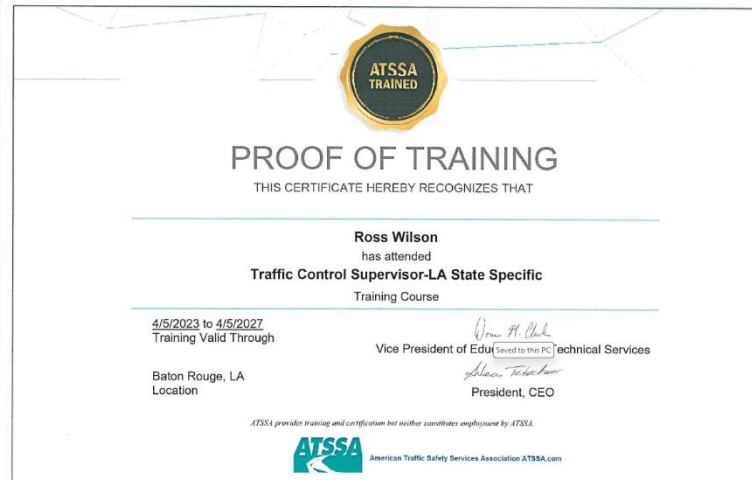 ATSSA
TRAINED
PROOF OF TRAINING
THIS CERTIFICATE HEREBY RECOGNIZES THAT
Ross Wilson
has attended
Traffic Control Supervisor-LA State Specific
Training Course
4/5/2023 to 4/5/2027
Training Valid Through
Vice President of Edu Saved to this PC echnical Services
Baton Rouge, LA
Location
President, CEO
ATSSA provides training and certification but neither constitutes employment by ATSSA.
ATSSA
American Traffic Safety Services Association ATSSA.com